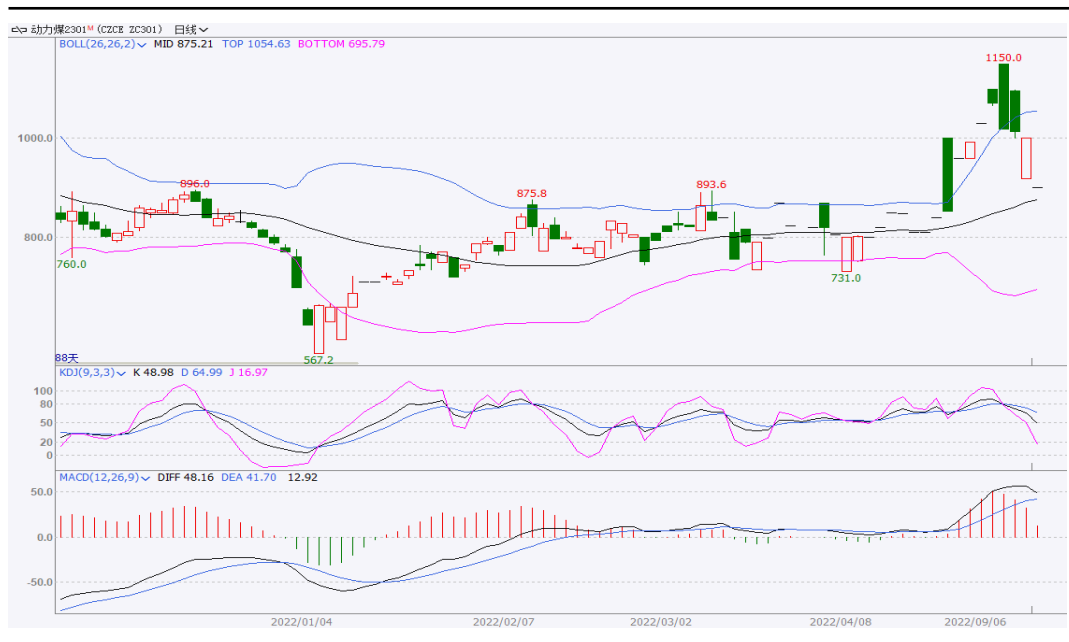 动力煤2301M (CZCE ZC301) 日线
BOLL(26,26,2) MID 875.21 TOP 1054.63 BOTTOM 695.79
1150.0
1000.0
896.0
875.8
893.6
800.0
760.0
731.0
567.2
88天
KDJ(9,3,3) K 48.98 D 64.99 J 16.97
100
80
50
20
0
MACD(12,26,9) DIFF 48.16 DEA 41.70 12.92
50.0
0.0
-50.0
2022/01/04 2022/02/07 2022/03/02 2022/04/08 2022/09/06